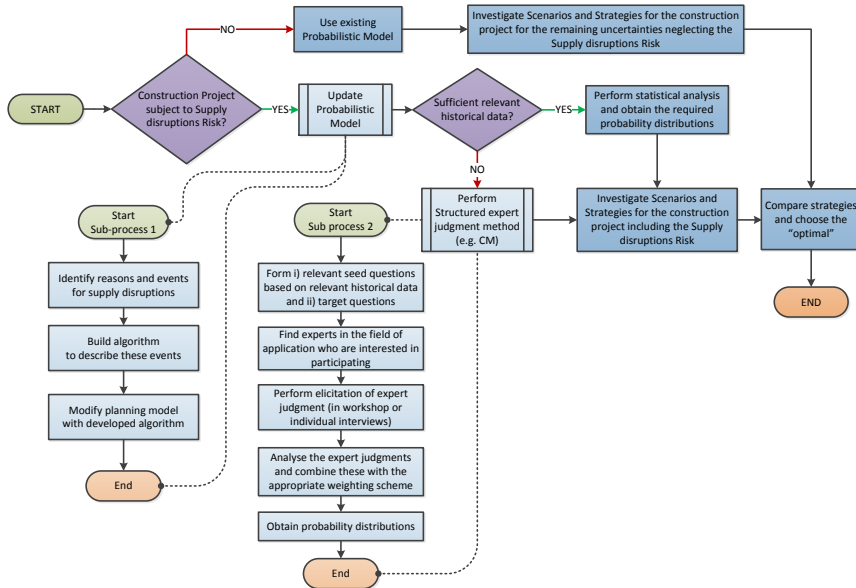 NO
Use existing
Probabilistic Model
Investigate Scenarios and Strategies for the construction
project for the remaining uncertainties neglecting the
Supply disruptions Risk
START
Construction Project
subject to Supply
disruptions Risk?
YES
Update
Probabilistic
Model
Sufficient relevant
historical data?
YES
Perform statistical analysis
and obtain the required
probability distributions
NO
Start
Sub-process 1
Start
Sub process 2
Perform
Structured expert
judgment method
(e.g. CM)
Investigate Scenarios and
Strategies for the construction
project including the Supply
disruptions Risk
Compare strategies
and choose the
“optimal”
END
Identify reasons and events
for supply disruptions
Build algorithm
to describe these events
Modify planning model
with developed algorithm
End
Form i) relevant seed questions
based on relevant historical data
and ii) target questions
Find experts in the field of
application who are interested in
participating
Perform elicitation of expert
judgment (in workshop or
individual interviews)
Analyse the expert judgments
and combine these with the
appropriate weighting scheme
Obtain probability distributions
End